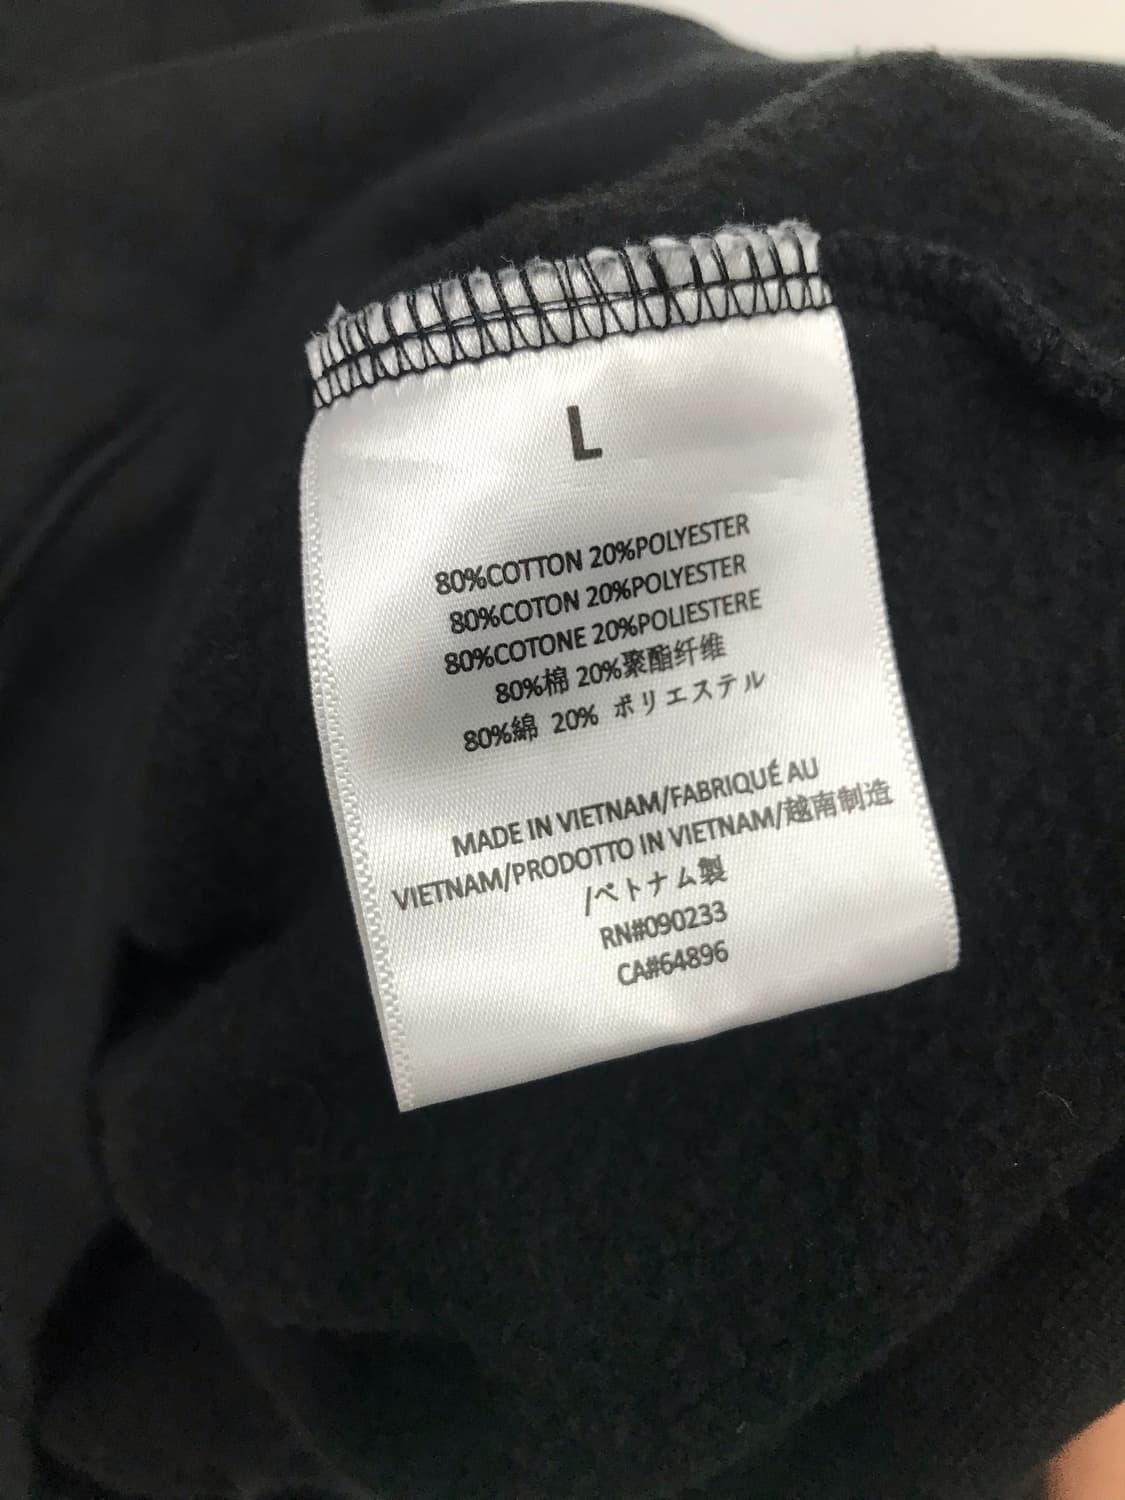 L
80%COTTON 20%POLYESTER
80%COTON 20%POLYESTER
80%COTONE 20%POLIESTERE
80%棉 20%聚酯纤维
80%綿 20% ポリエステル
MADE IN VIETNAM/FABRIQUÉ AU
VIETNAM/PRODOTTO IN VIETNAM/越南制造
/ベトナム製
RN#090233
CA#64896